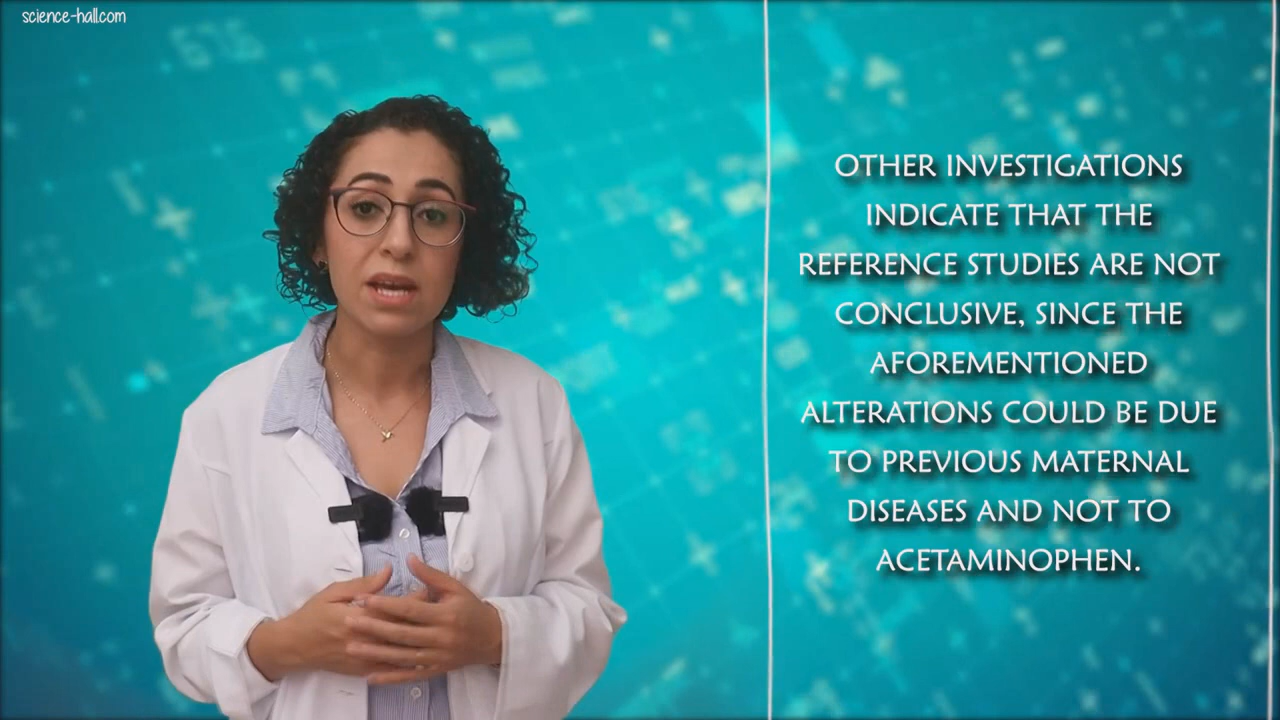 science-hall.com
OTHER INVESTIGATIONS
INDICATE THAT THE
REFERENCE STUDIES ARE NOT
CONCLUSIVE, SINCE THE
AFOREMENTIONED
ALTERATIONS COULD BE DUE
TO PREVIOUS MATERNAL
DISEASES AND NOT TO
ACETAMINOPHEN.